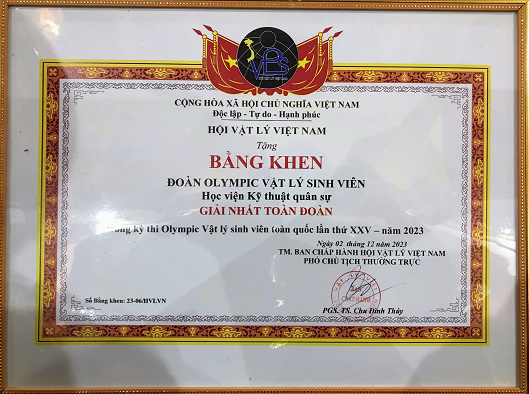 VPS
CỘNG HÒA XÃ HỘI CHỦ NGHĨA VIỆT NAM
Độc lập - Tự do - Hạnh phúc
HỘI VẬT LÝ VIỆT NAM
Tặng
BẰNG KHEN
ĐOÀN OLYMPIC VẬT LÝ SINH VIÊN
Học viện Kỹ thuật quân sự
GIẢI NHẤT TOÀN ĐOÀN
Trong kỳ thi Olympic Vật lý sinh viên toàn quốc lần thứ XXV – năm 2023
Ngày 02 tháng 12 năm 2023
TM. BAN CHẤP HÀNH HỘI VẬT LÝ VIỆT NAM
PHÓ CHỦ TỊCH THƯỜNG TRỰC
Số Bằng khen: 23-06/HVLVN
PGS. TS. Chu Đình Thúy